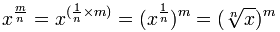 $x^{\frac{m}{n}} = x^{(\frac{1}{n} \times m)} = (x^{\frac{1}{n}})^m = (\sqrt[n]{x})^m$